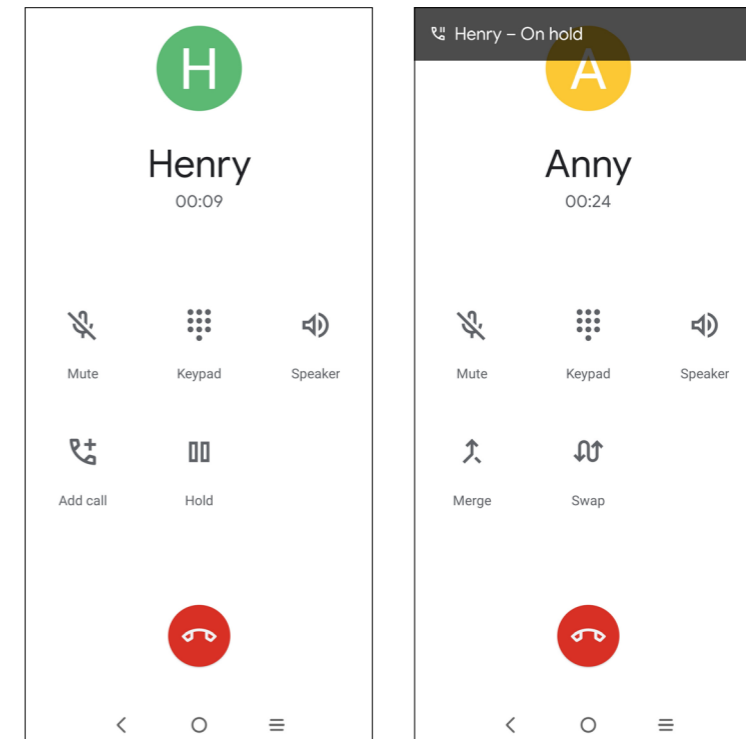 H
Henry
00:09
Mute Keypad Speaker
Add call Hold
Henry – On hold
A
Anny
00:24
Mute Keypad Speaker
Merge Swap